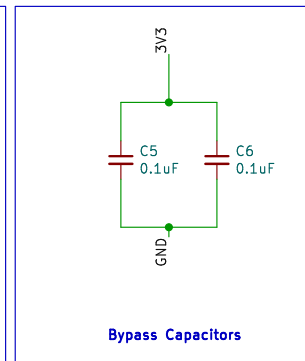 3V3
C5
0.1uF
C6
0.1uF
GND
Bypass Capacitors